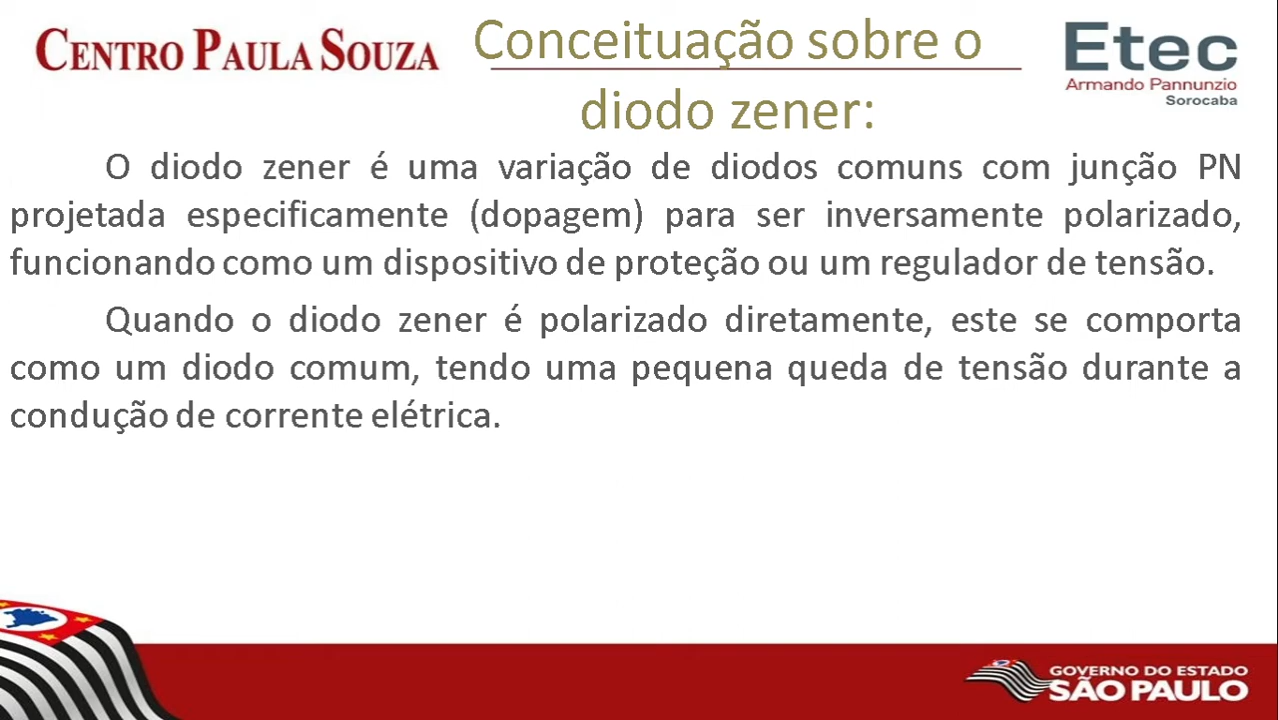 CENTRO PAULA SOUZA
Conceituação sobre o
diodo zener:
Etec
Armando Pannunzio
Sorocaba
O diodo zener é uma variação de diodos comuns com junção PN
projetada especificamente (dopagem) para ser inversamente polarizado,
funcionando como um dispositivo de proteção ou um regulador de tensão.
Quando o diodo zener é polarizado diretamente, este se comporta
como um diodo comum, tendo uma pequena queda de tensão durante a
condução de corrente elétrica.
GOVERNO DO ESTADO
SÃO PAULO